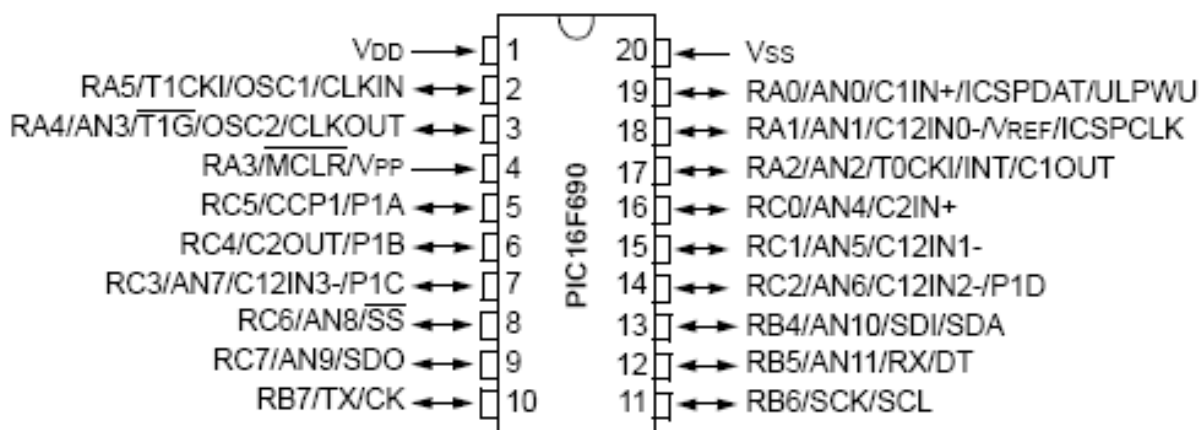 VDD 1 20 VSS
RA5/T1CKI/OSC1/CLKIN 2 19 RA0/AN0/C1IN+/ICSPDAT/ULPWU
RA4/AN3/T1G/OSC2/CLKOUT 3 18 RA1/AN1/C12IN0-/VREF/ICSPCLK
RA3/MCLR/VPP 4 17 RA2/AN2/T0CKI/INT/C1OUT
RC5/CCP1/P1A 5 16 RC0/AN4/C2IN+
RC4/C2OUT/P1B 6 15 RC1/AN5/C12IN1-
RC3/AN7/C12IN3-/P1C 7 14 RC2/AN6/C12IN2-/P1D
RC6/AN8/SS 8 13 RB4/AN10/SDI/SDA
RC7/AN9/SDO 9 12 RB5/AN11/RX/DT
RB7/TX/CK 10 11 RB6/SCK/SCL
PIC16F690